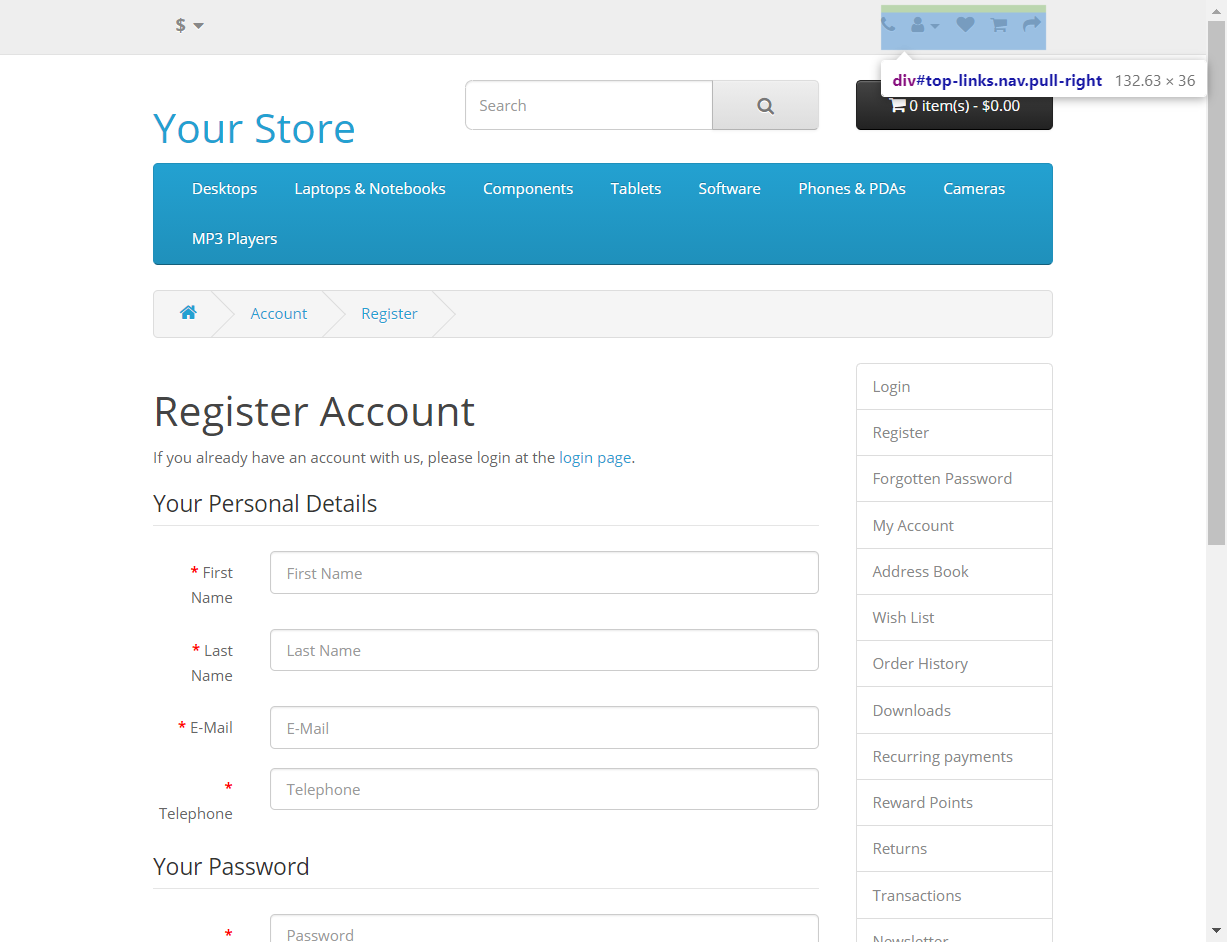 $
div#top-links.nav.pull-right 132.63 × 36
Search
0 item(s) - $0.00
Your Store
Desktops Laptops & Notebooks Components Tablets Software Phones & PDAs Cameras
MP3 Players
Account Register
Register Account
If you already have an account with us, please login at the login page.
Your Personal Details
* First
Name
First Name
* Last
Name
Last Name
* E-Mail
E-Mail
*
Telephone
Telephone
Your Password
*
Password
Login
Register
Forgotten Password
My Account
Address Book
Wish List
Order History
Downloads
Recurring payments
Reward Points
Returns
Transactions
Newsletter